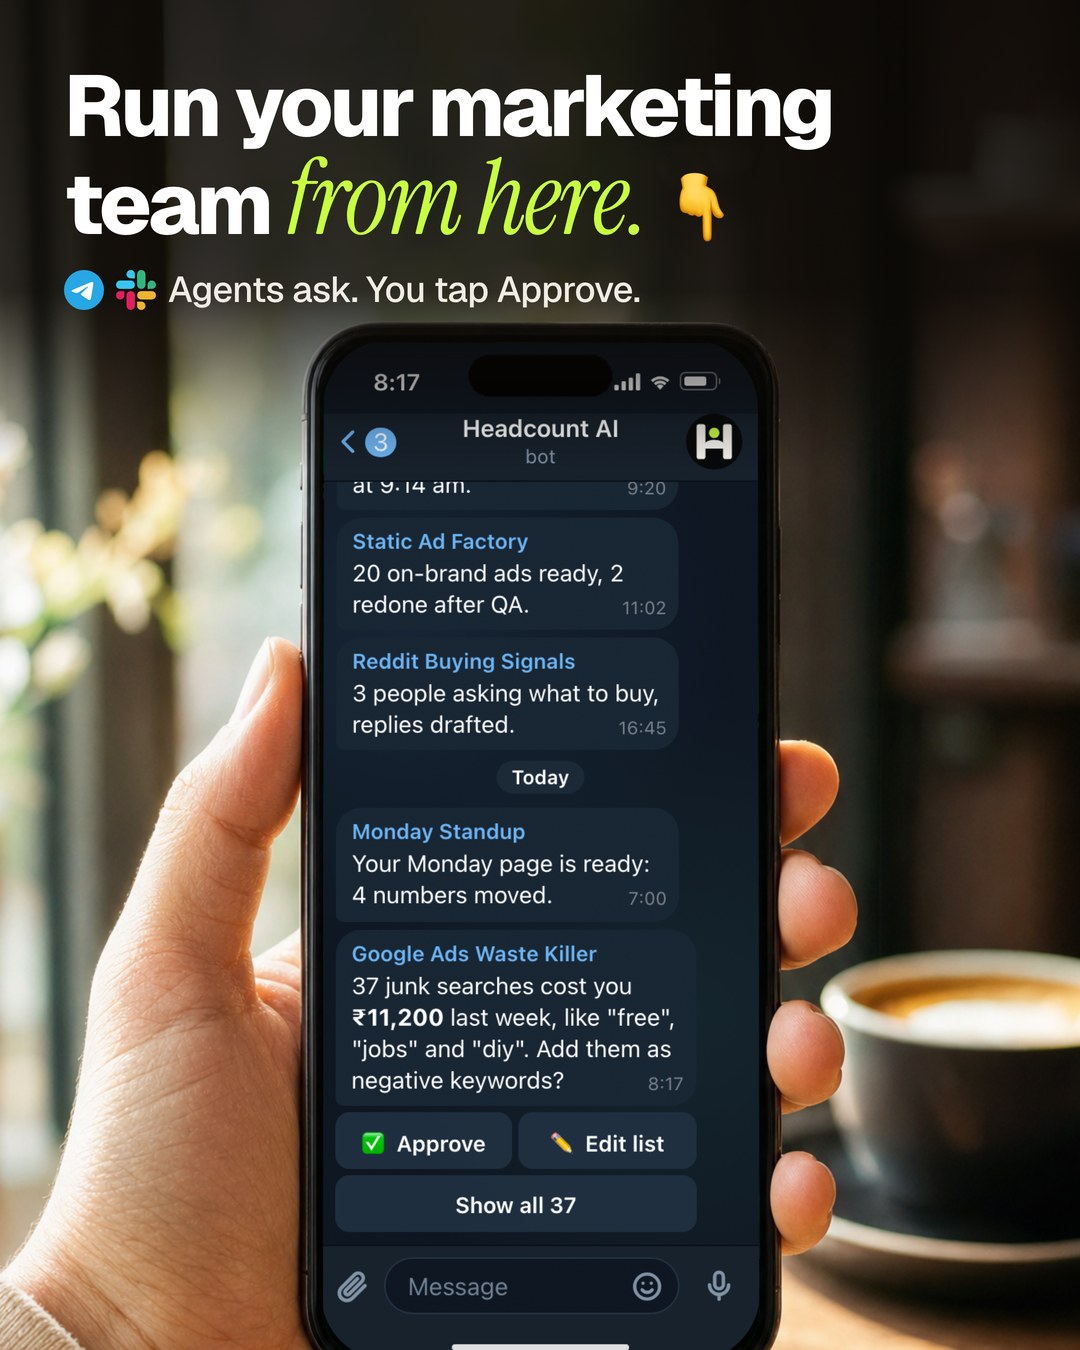 Run your marketing
team from here. 👇
Agents ask. You tap Approve.
8:17
3
Headcount AI
bot
at 9:14 am.
9:20
Static Ad Factory
20 on-brand ads ready, 2
redone after QA.
11:02
Reddit Buying Signals
3 people asking what to buy,
replies drafted.
16:45
Today
Monday Standup
Your Monday page is ready:
4 numbers moved.
7:00
Google Ads Waste Killer
37 junk searches cost you
₹11,200 last week, like "free",
"jobs" and "diy". Add them as
negative keywords?
8:17
✅ Approve
✏️ Edit list
Show all 37
Message